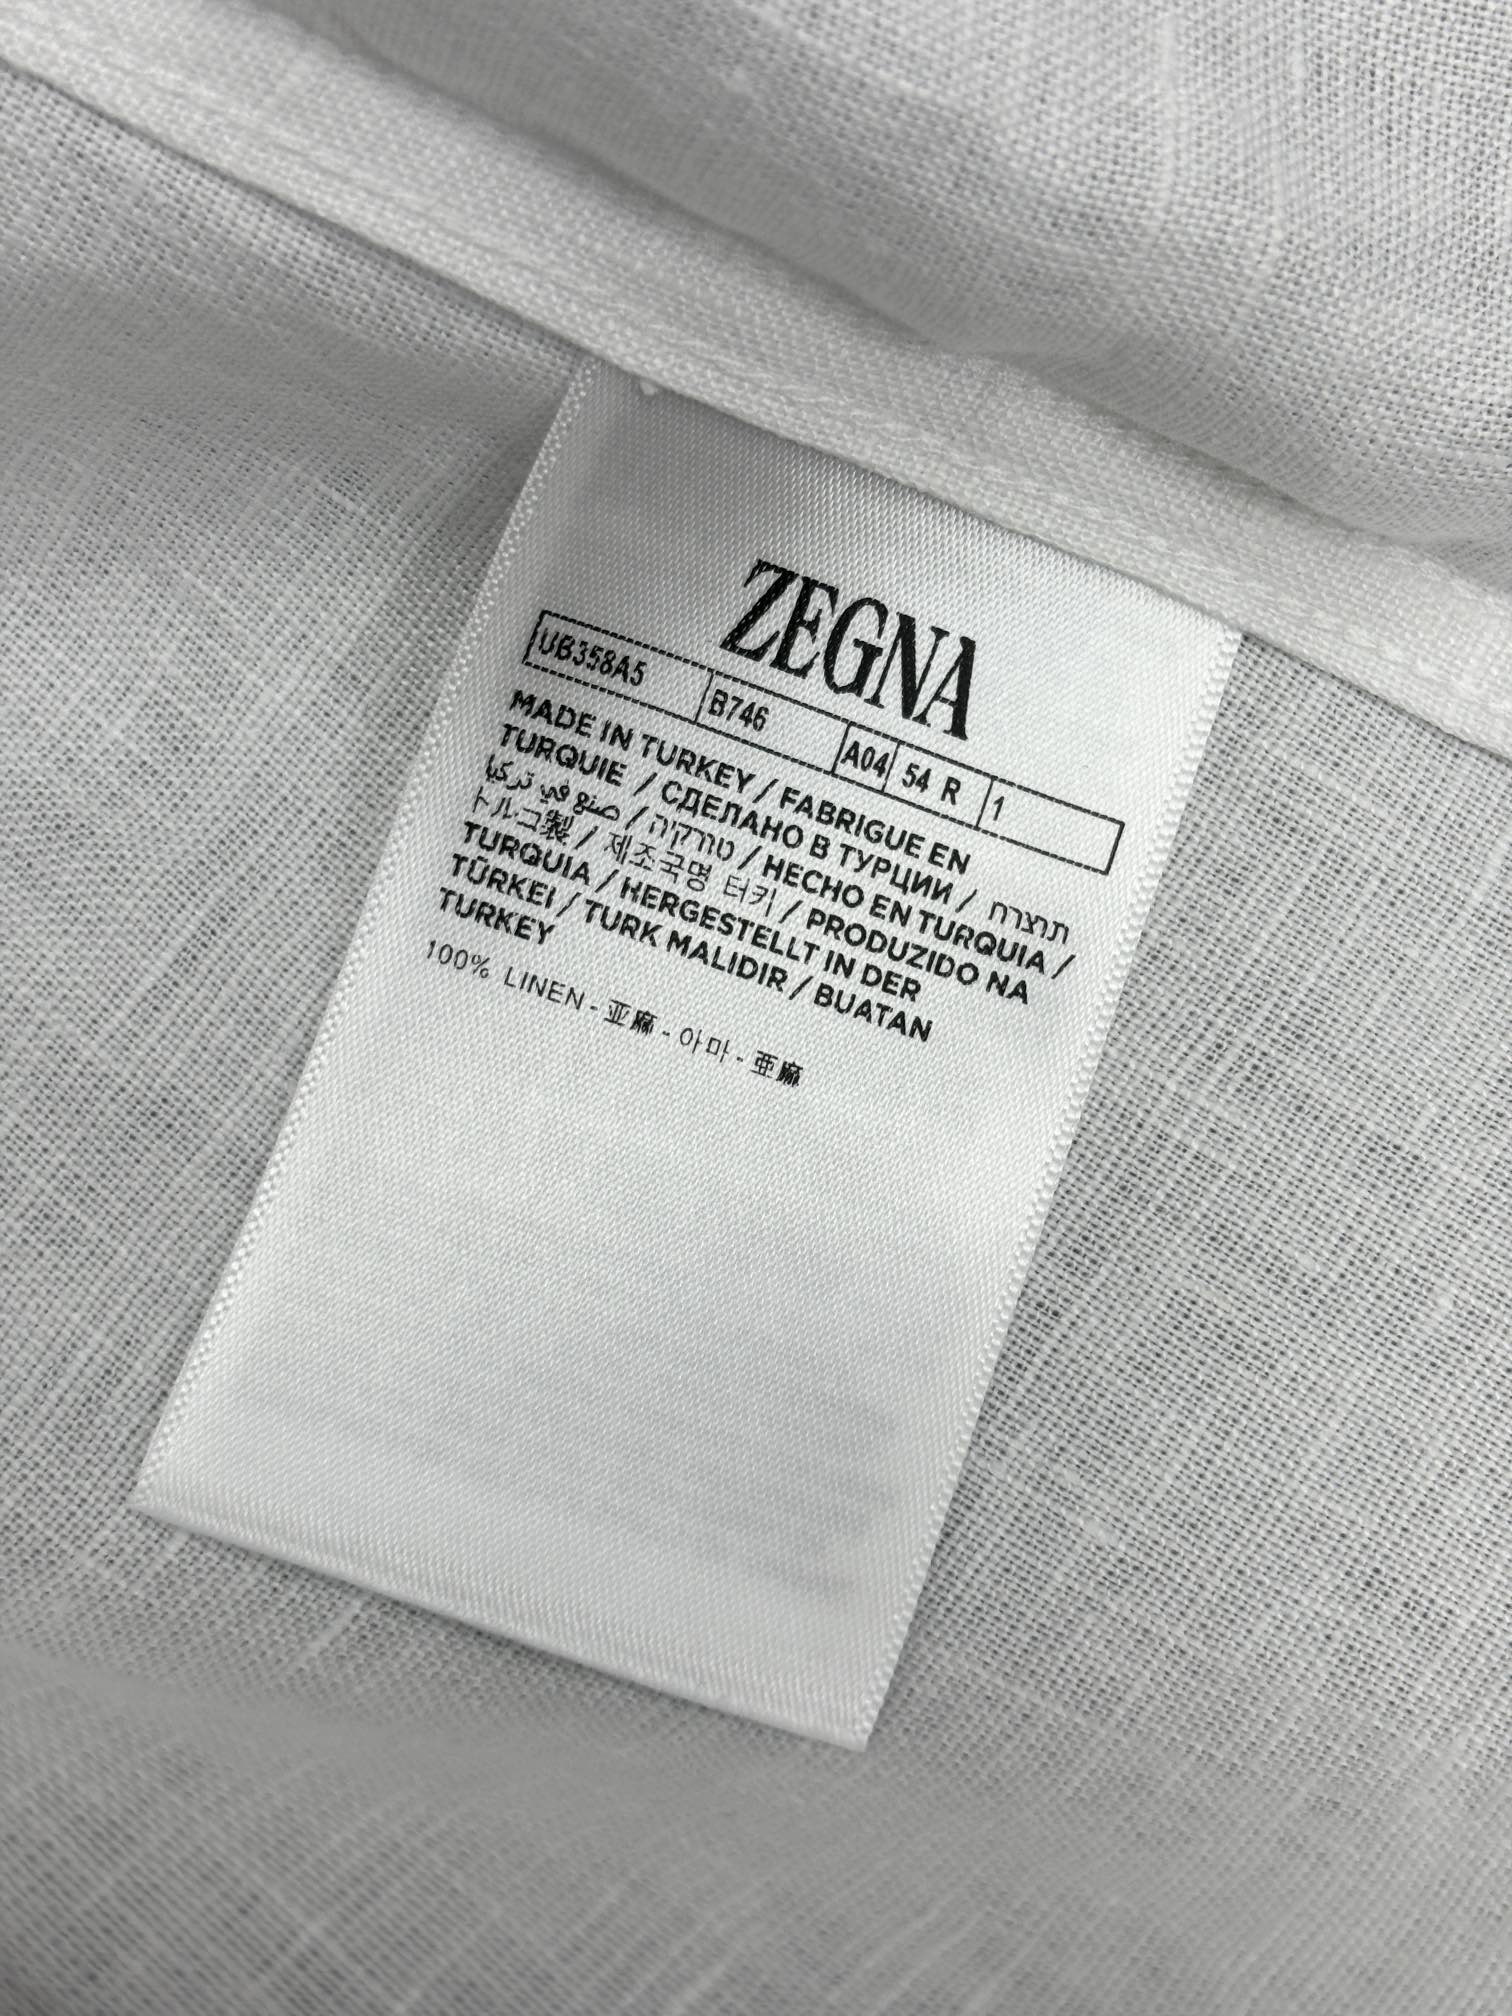 ZEGNA
UB358A5 B746 A04 54 R 1
MADE IN TURKEY / FABRIGUE EN
TURQUIE / СДЕЛАНО В ТУРЦИИ / תוצרת
טורקיה / صنع في تركيا / HECHO EN TURQUIA /
トルコ製 / 제조국명 터키 / PRODUZIDO NA
TURQUIA / HERGESTELLT IN DER
TÜRKEI / TURK MALIDIR / BUATAN
TURKEY
100% LINEN - 亚麻 - 아마 - 亜麻